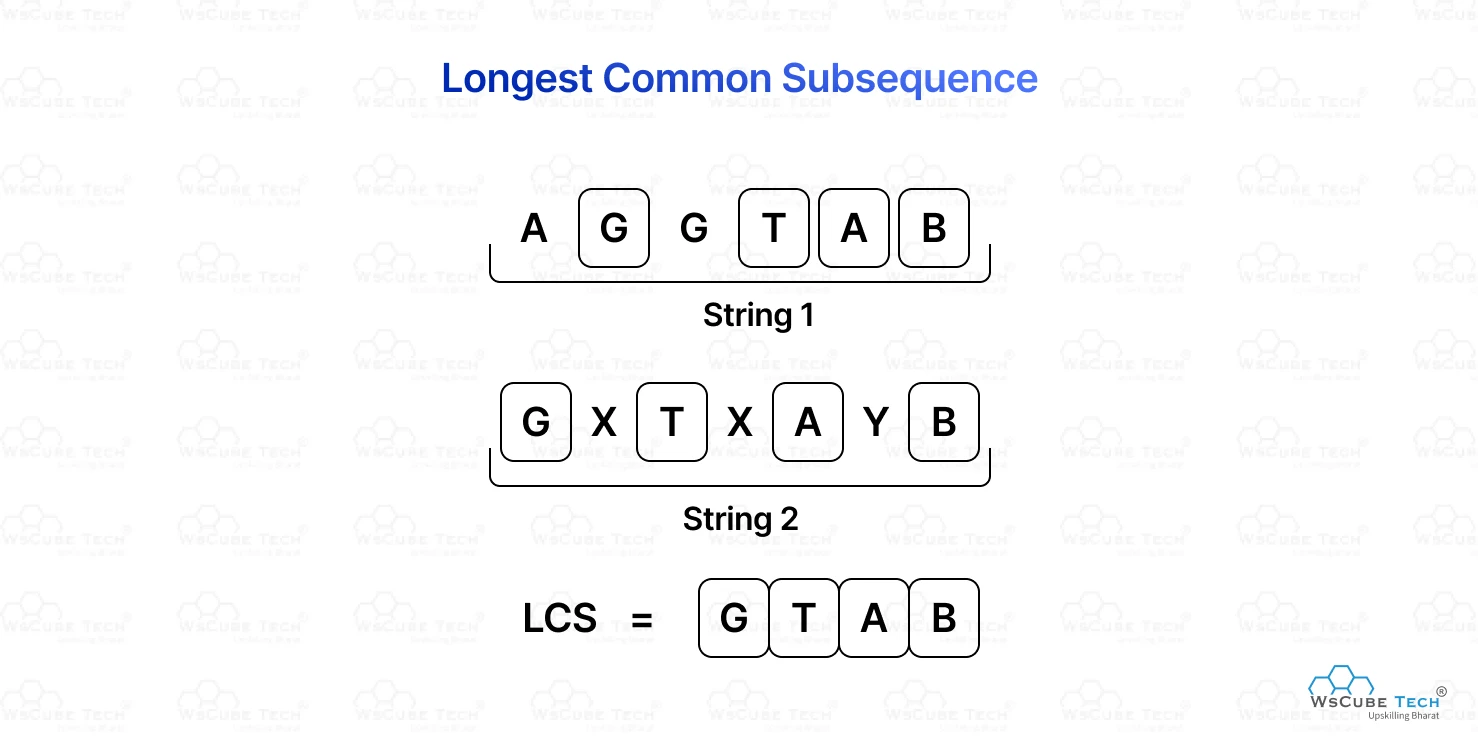 Longest Common Subsequence
A G G T A B
String 1
G X T X A Y B
String 2
LCS = G T A B
WsCube Tech®
Upskilling Bharat